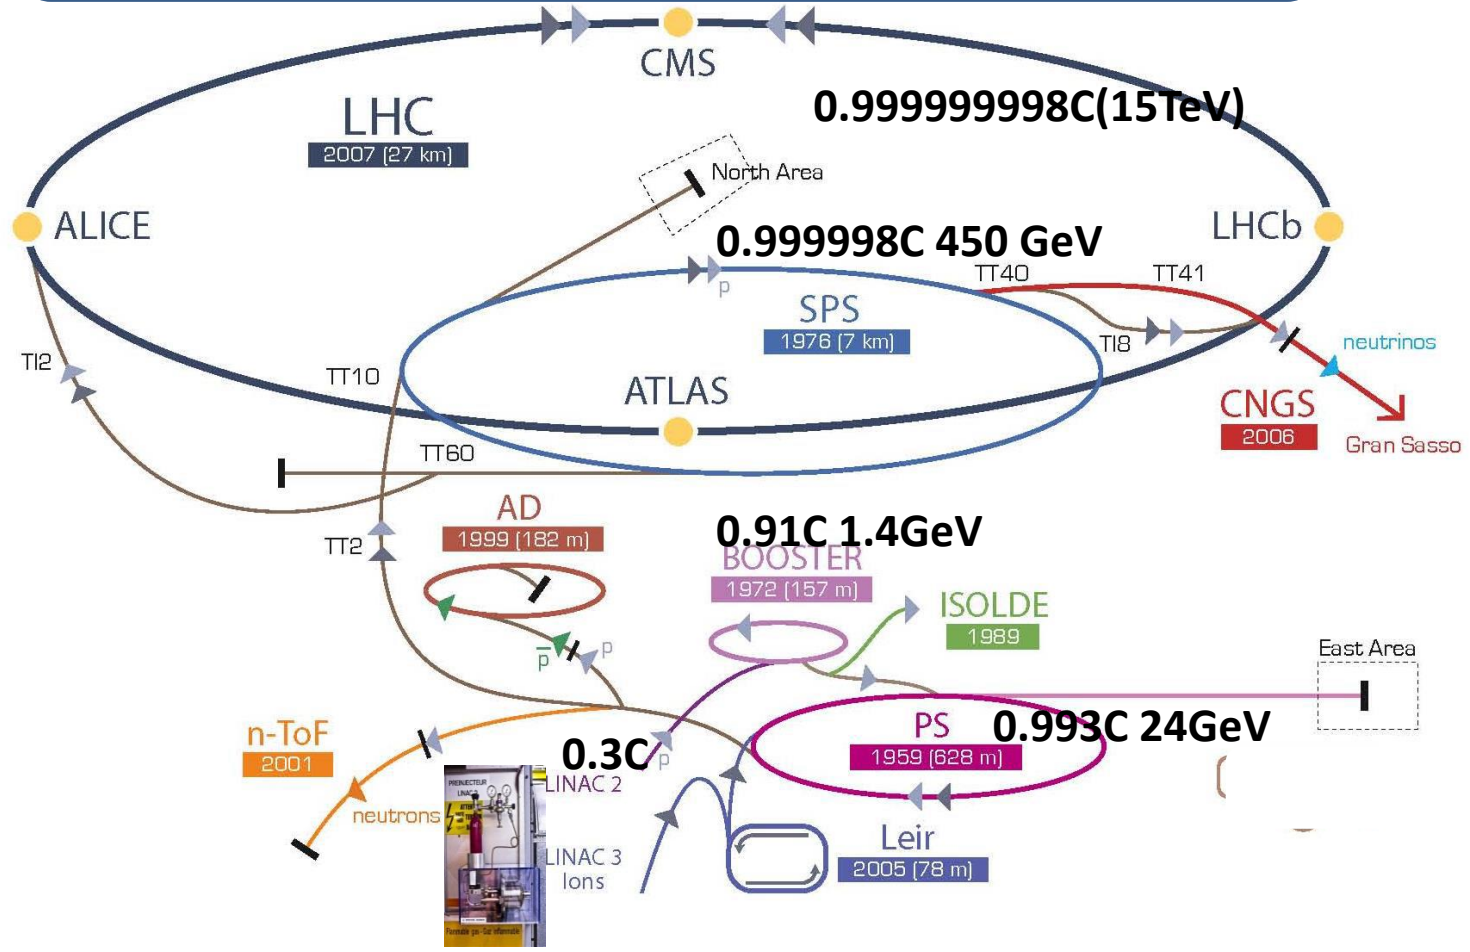 CMS
LHC
2007 (27 km)
0.999999998C(15TeV)
North Area
ALICE
LHCb
0.999998C 450 GeV
TT40
TT41
p
SPS
1976 (7 km)
TI8
neutrinos
TI2
TT10
ATLAS
CNGS
2006
Gran Sasso
TT60
AD
1999 (182 m)
TT2
0.91C 1.4GeV
BOOSTER
1972 (157 m)
ISOLDE
1989
p
p
East Area
n-ToF
2001
PS
1959 (628 m)
0.993C 24GeV
0.3C
p
LINAC 2
neutrons
PREINJECTEUR
LINAC 3
Ions
Leir
2005 (78 m)